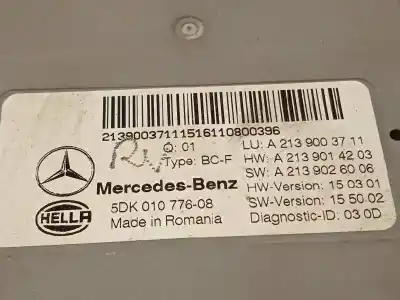 21390037111516110800396
Q: 01
Type: BC-F
LU: A 213 900 37 11
HW: A 213 901 42 03
SW: A 213 902 60 06
Mercedes-Benz
HW-Version: 15 03 01
HELLA
5DK 010 776-08
SW-Version: 15 50 02
Made in Romania
Diagnostic-ID: 03 0D